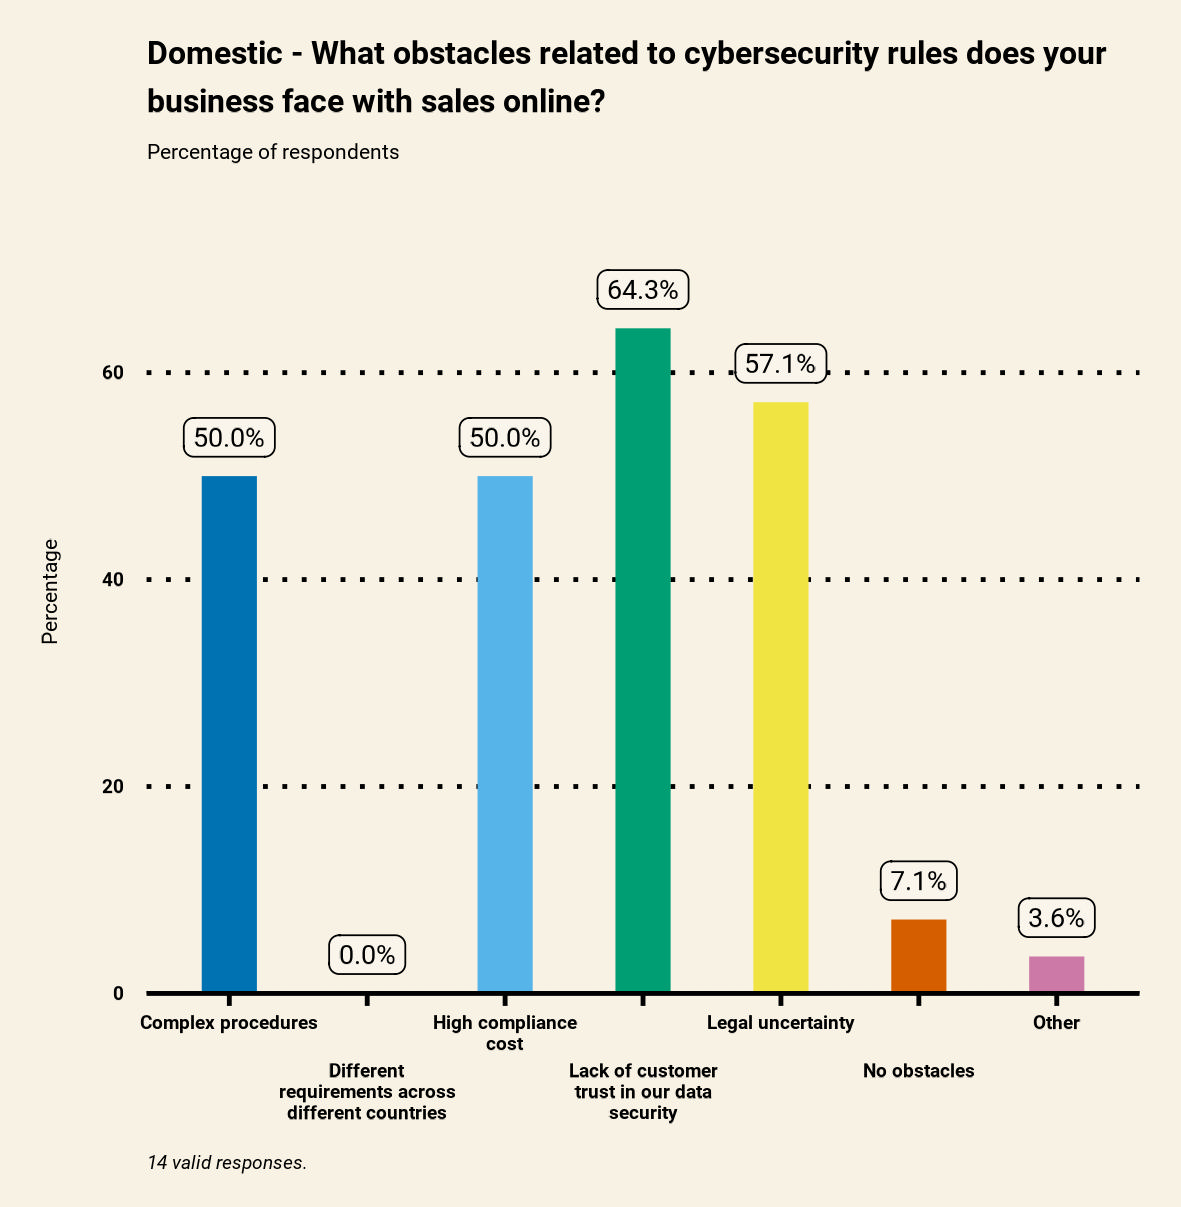 Domestic - What obstacles related to cybersecurity rules does your
business face with sales online?
Percentage of respondents
64.3%
57.1%
60
50.0%
50.0%
Percentage
40
20
7.1%
3.6%
0.0%
0
Complex procedures
High compliance
cost
Legal uncertainty
Other
Different
requirements across
different countries
Lack of customer
trust in our data
security
No obstacles
14 valid responses.